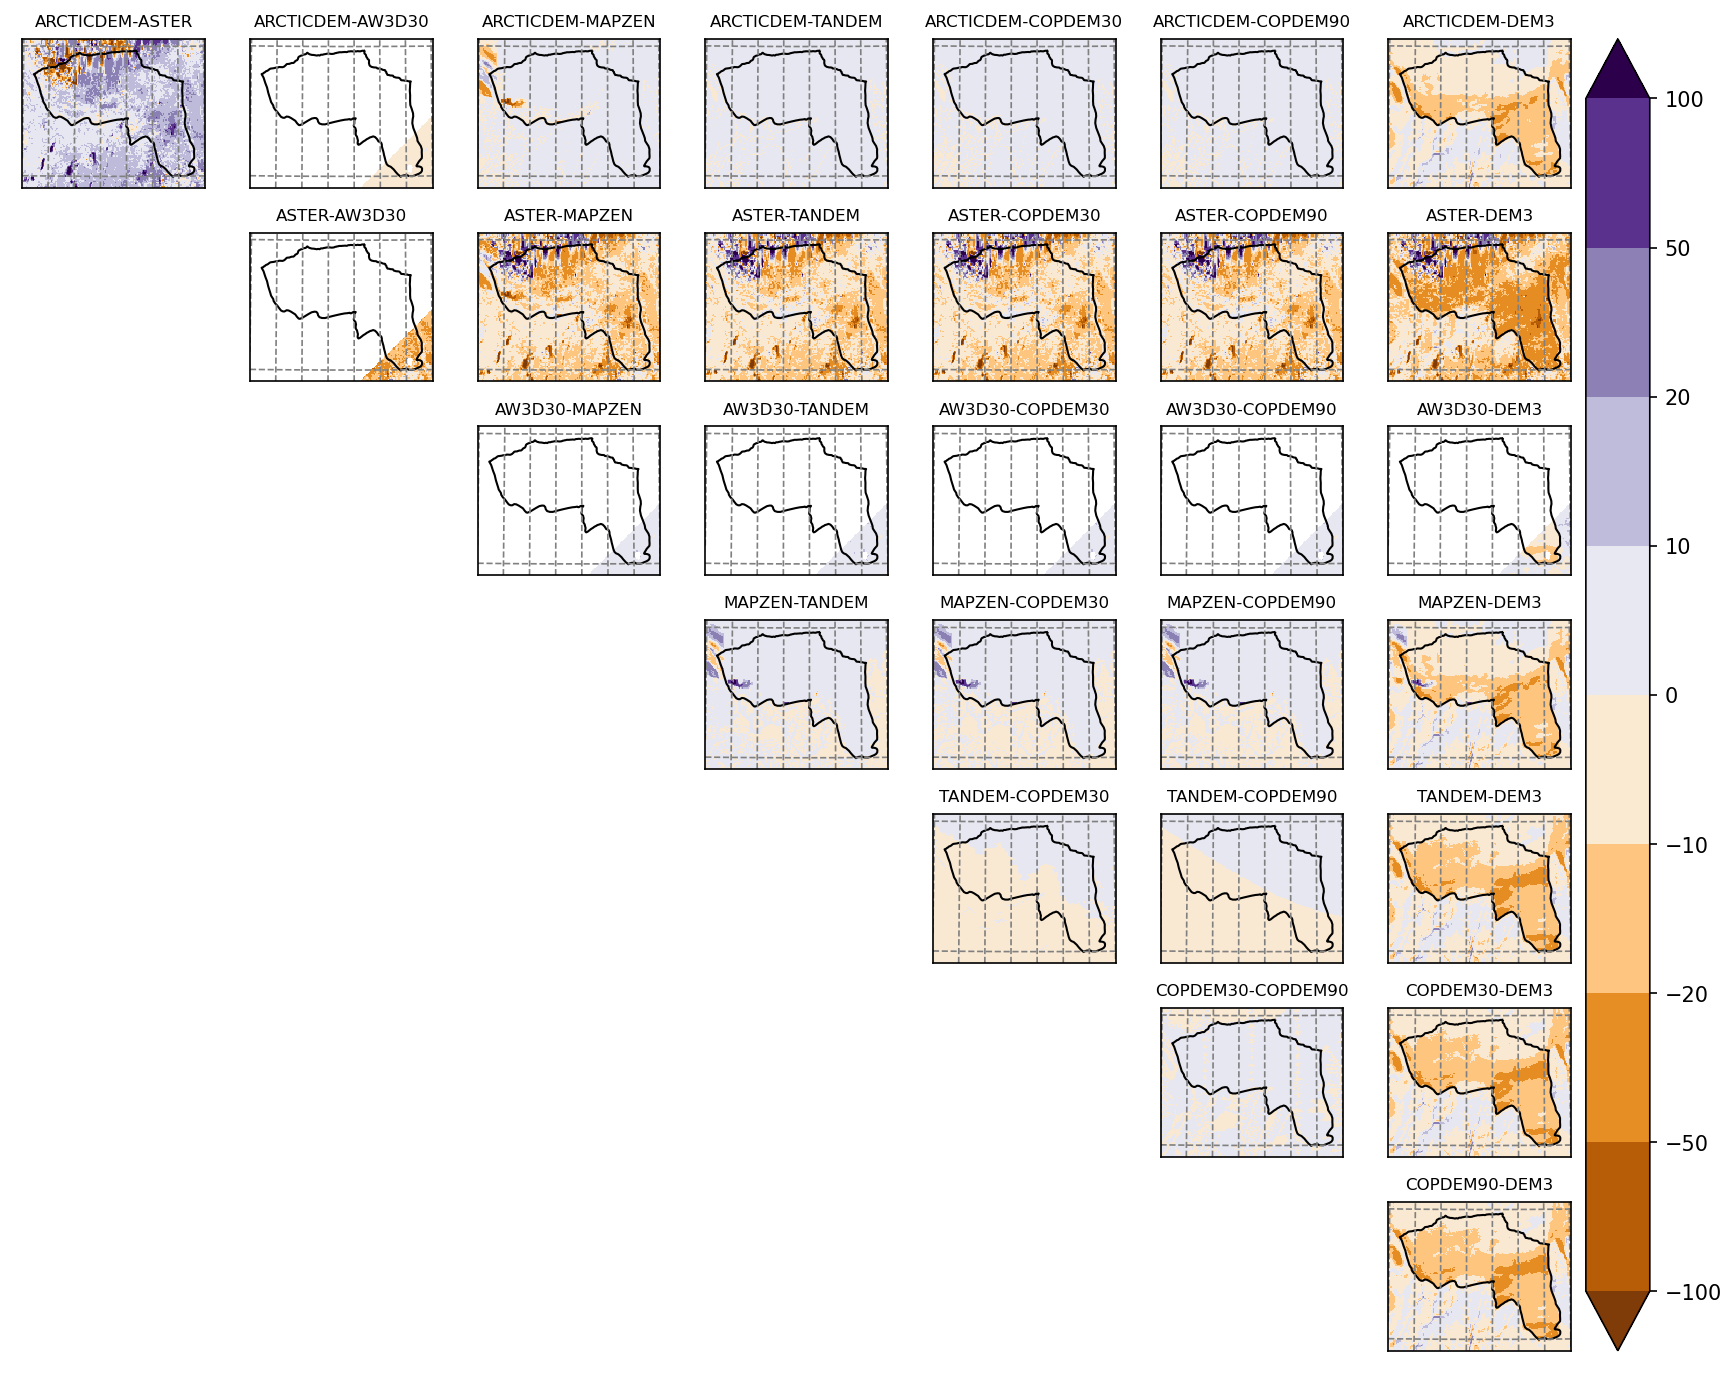 ARCTICDEM-ASTER
ARCTICDEM-AW3D30
ARCTICDEM-MAPZEN
ARCTICDEM-TANDEM
ARCTICDEM-COPDEM30
ARCTICDEM-COPDEM90
ARCTICDEM-DEM3
ASTER-AW3D30
ASTER-MAPZEN
ASTER-TANDEM
ASTER-COPDEM30
ASTER-COPDEM90
ASTER-DEM3
AW3D30-MAPZEN
AW3D30-TANDEM
AW3D30-COPDEM30
AW3D30-COPDEM90
AW3D30-DEM3
MAPZEN-TANDEM
MAPZEN-COPDEM30
MAPZEN-COPDEM90
MAPZEN-DEM3
TANDEM-COPDEM30
TANDEM-COPDEM90
TANDEM-DEM3
COPDEM30-COPDEM90
COPDEM30-DEM3
COPDEM90-DEM3
100
50
20
10
0
−10
−20
−50
−100